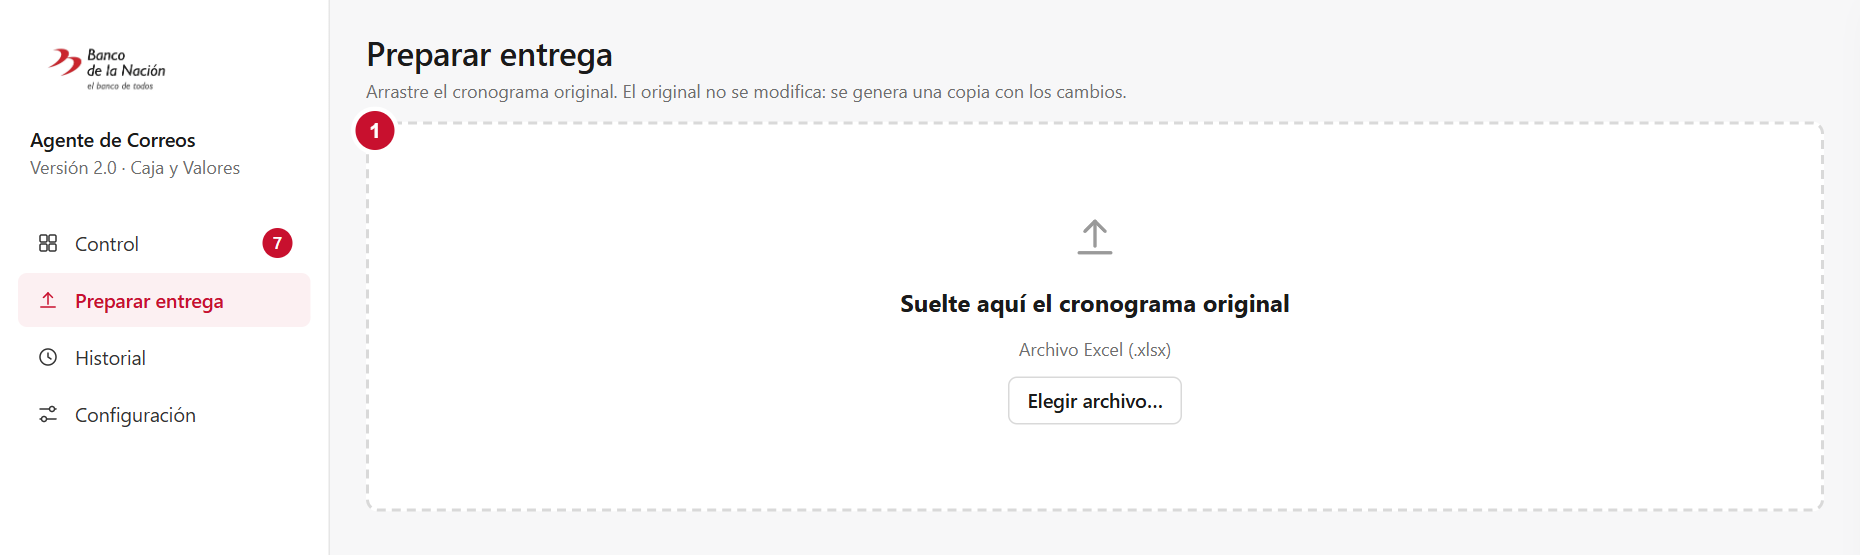 Banco
de la Nación
el banco de todos
Agente de Correos
Versión 2.0 · Caja y Valores
Control
7
Preparar entrega
Historial
Configuración
Preparar entrega
Arrastre el cronograma original. El original no se modifica: se genera una copia con los cambios.
1
Suelte aquí el cronograma original
Archivo Excel (.xlsx)
Elegir archivo...